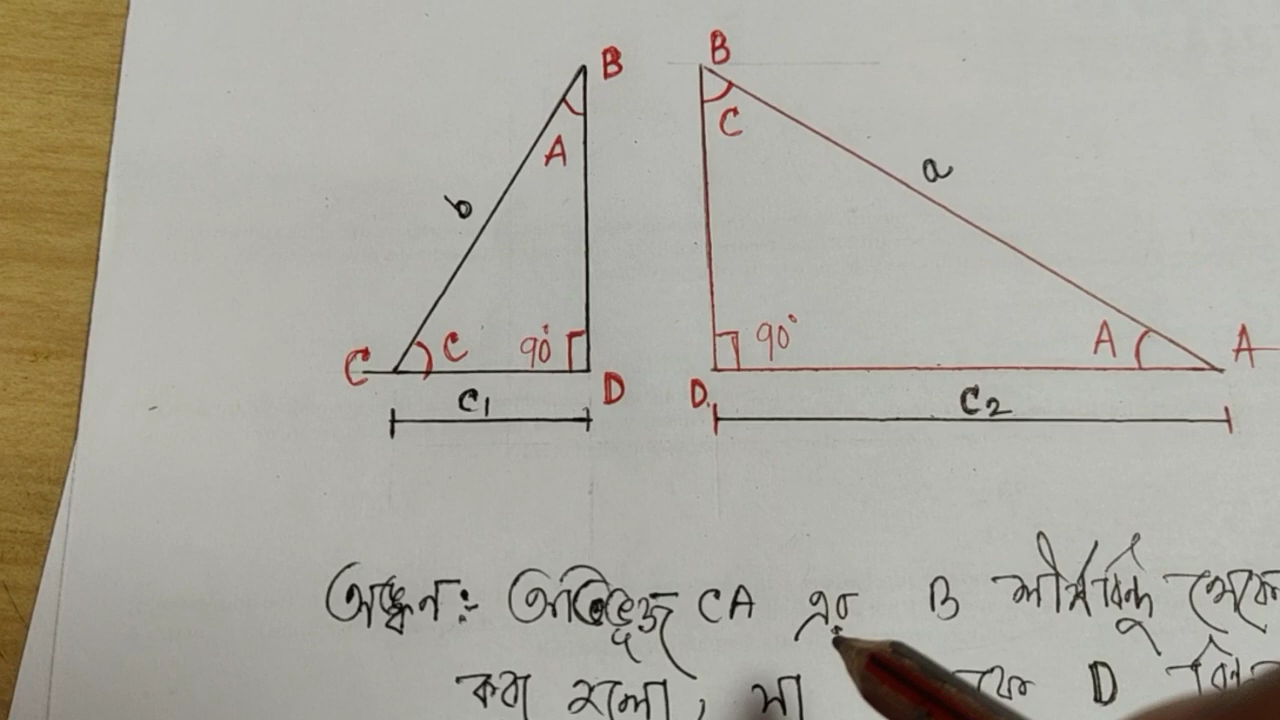 B B
C
A
a
b
C C 90° 90° A A
D D
C1 C2
অঙ্কন:- অতিভূজ CA এর B শীর্ষবিন্দু থেকে
করা হলো, যা D